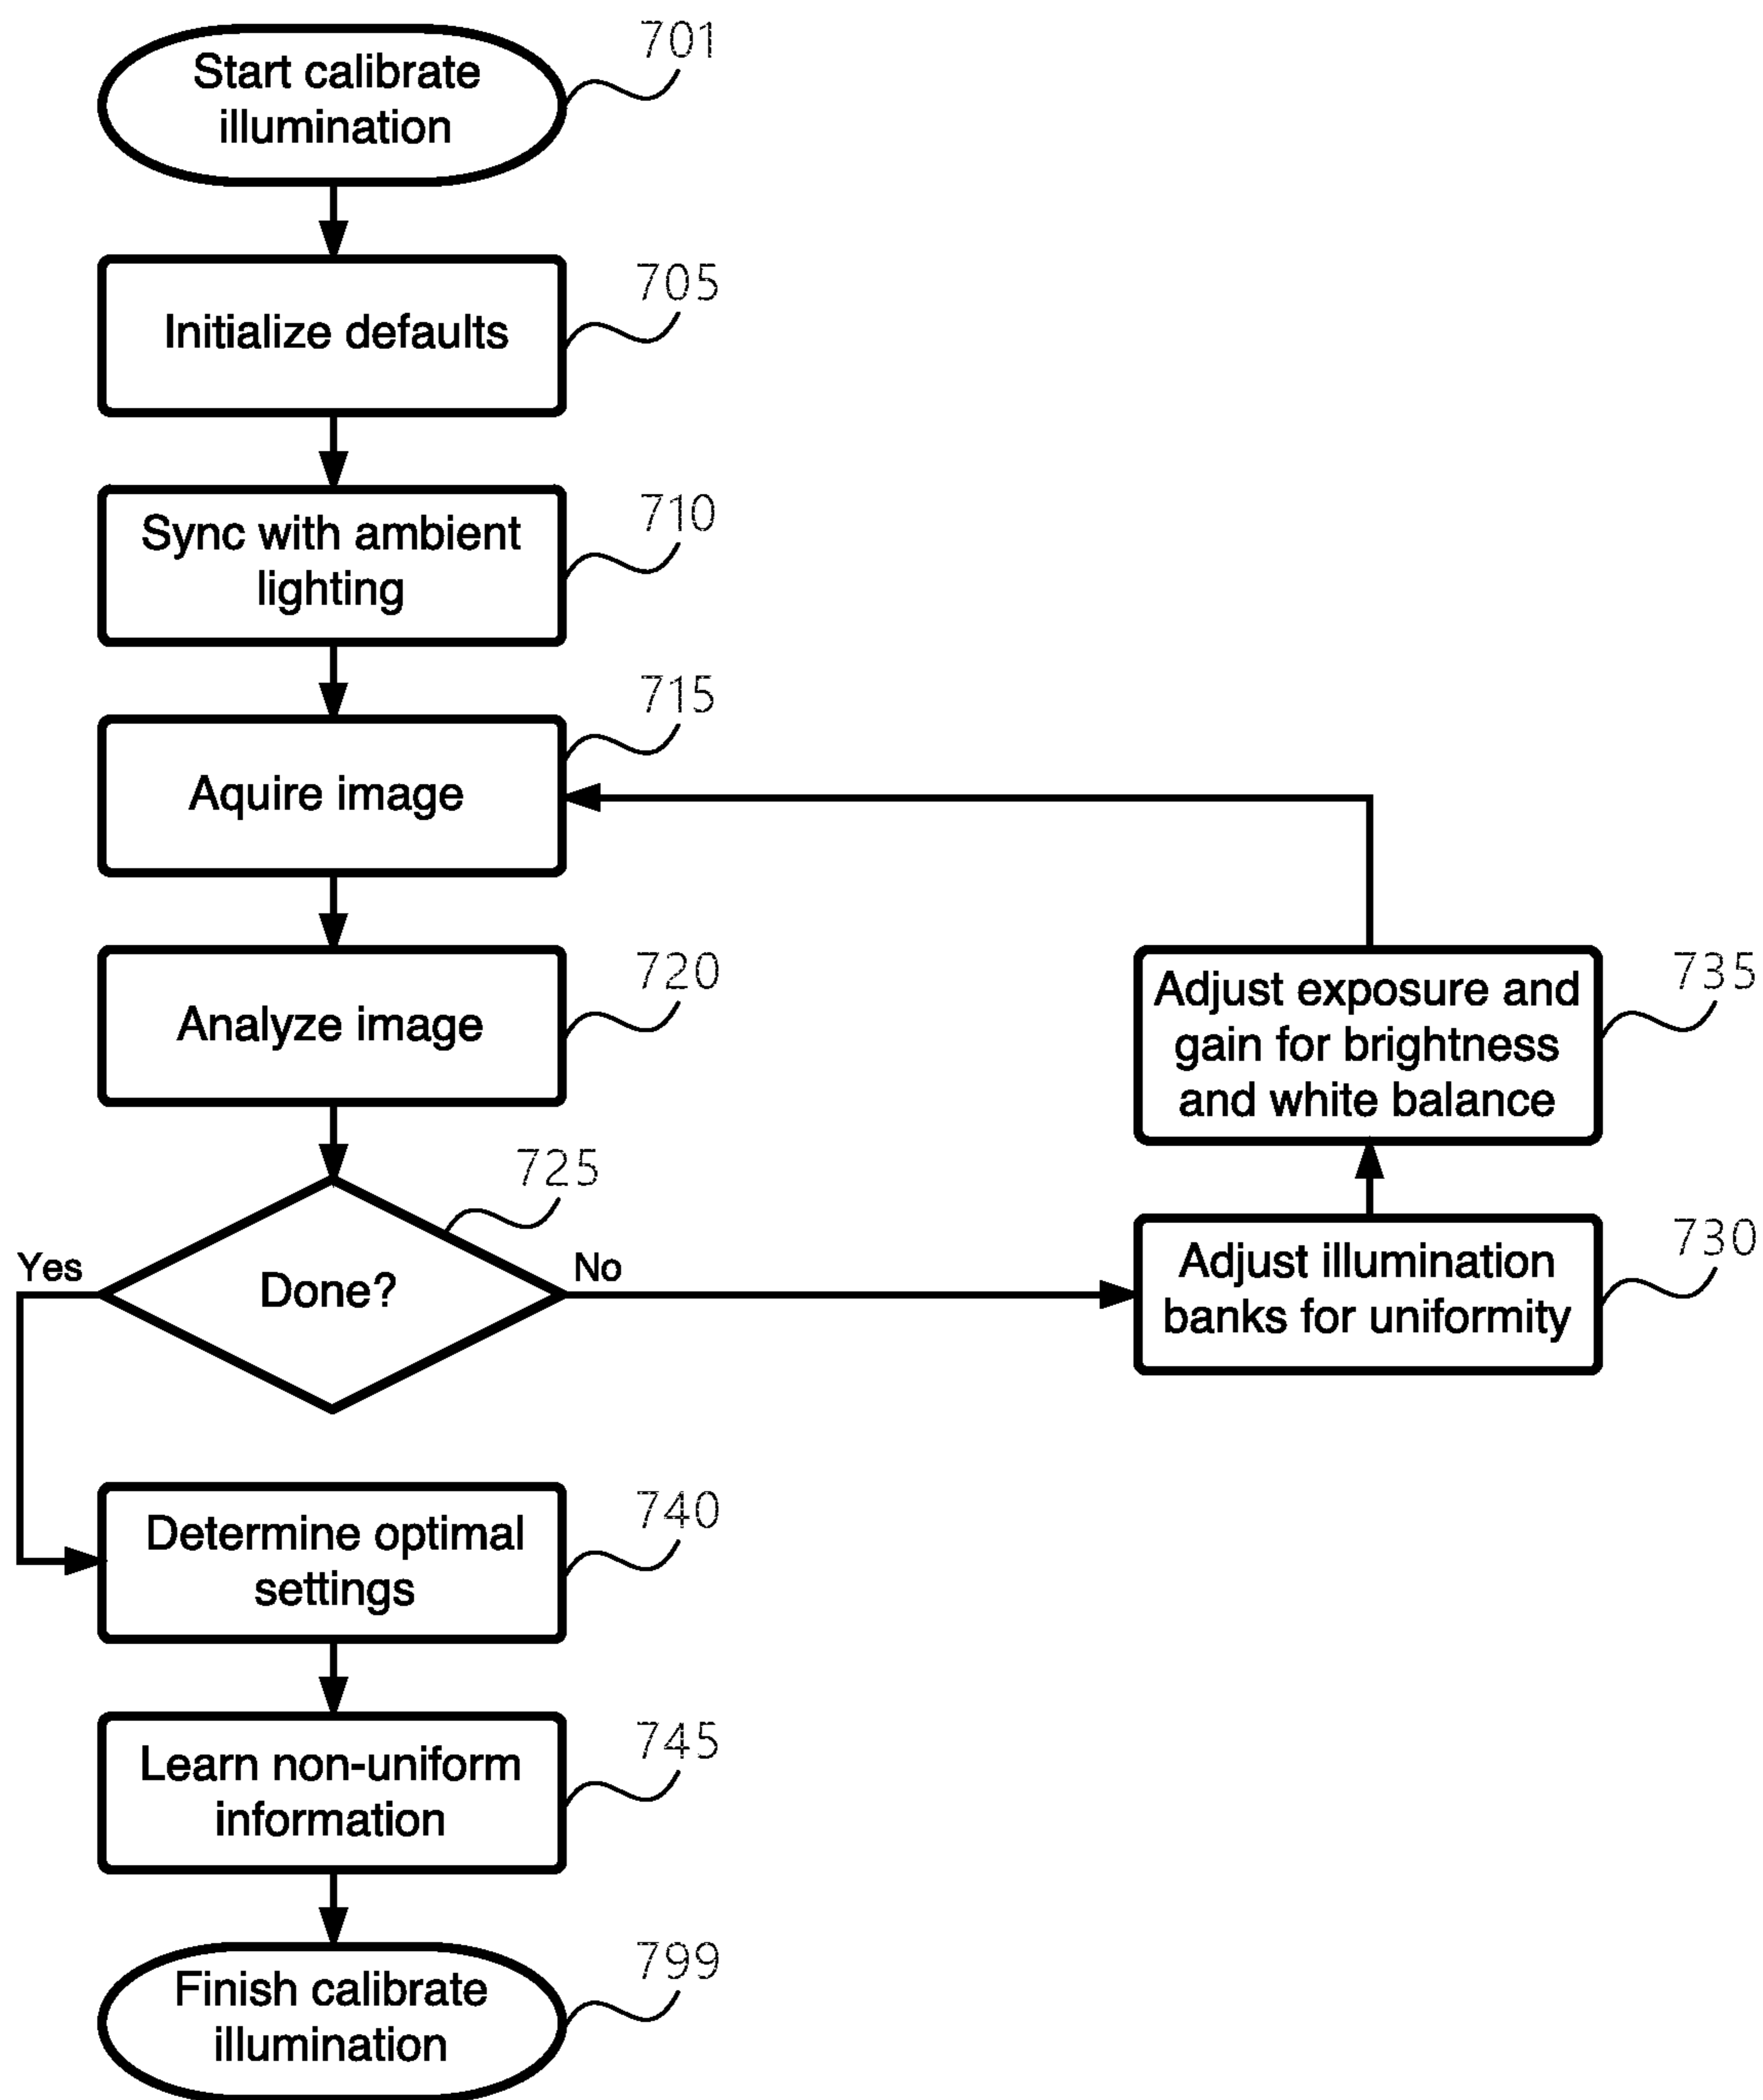 Start calibrate
illumination
701
Initialize defaults
705
Sync with ambient
lighting
710
Aquire image
715
Analyze image
720
Adjust exposure and
gain for brightness
and white balance
735
725
Yes
Done?
No
Adjust illumination
banks for uniformity
730
Determine optimal
settings
740
Learn non-uniform
information
745
Finish calibrate
illumination
799